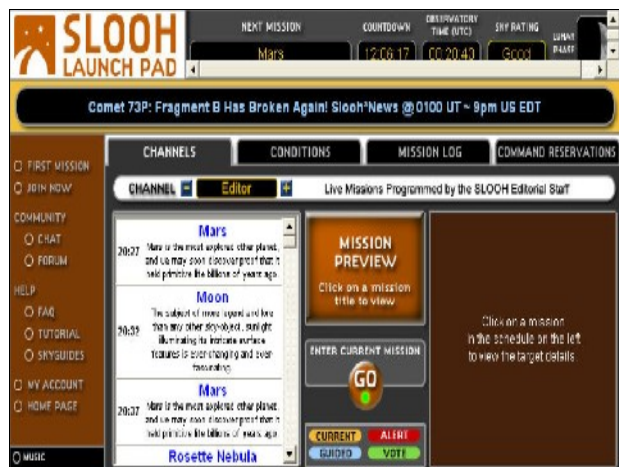 SLOOH
LAUNCH PAD
NEXT MISSION
Mars
COUNTDOWN
12:06:17
OBSERVATORY
TIME (UTC)
00:20:40
SKY RATING
Good
LUNAR
PHASE
Comet 73P: Fragment B Has Broken Again! Slooh*News @0100 UT ~ 9pm US EDT
FIRST MISSION
JOIN NOW
COMMUNITY
CHAT
FORUM
HELP
FAQ
TUTORIAL
SKYGUIDES
MY ACCOUNT
HOME PAGE
MUSIC
CHANNELS
CONDITIONS
MISSION LOG
COMMAND RESERVATIONS
CHANNEL
Editor
Live Missions Programmed by the SLOOH Editorial Staff
Mars
20:27
Mars is the most explored other planet,
and we may soon discover proof that it
held primitive life billions of years ago.
Moon
20:32
The subject of more legend and lore
than any other sky-object, sunlight
illuminating its intricate surface
features is ever-changing and ever-
fascinating.
Mars
20:37
Mars is the most explored other planet,
and we may soon discover proof that it
held primitive life billions of years ago.
Rosette Nebula
MISSION
PREVIEW
Click on a mission
title to view
ENTER CURRENT MISSION
GO
CURRENT
ALERT
GUIDED
VOTE
Click on a mission
in the schedule on the left
to view the target details.